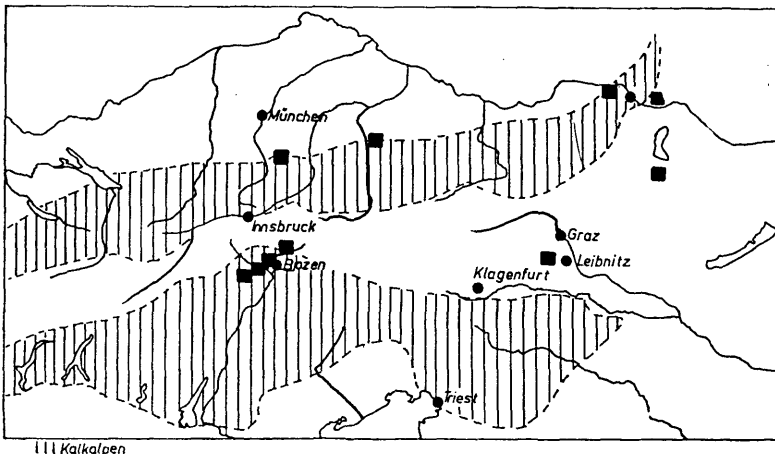 München
Innsbruck
Graz
Bozen
Leibnitz
Klagenfurt
Triest
Kalkalpen